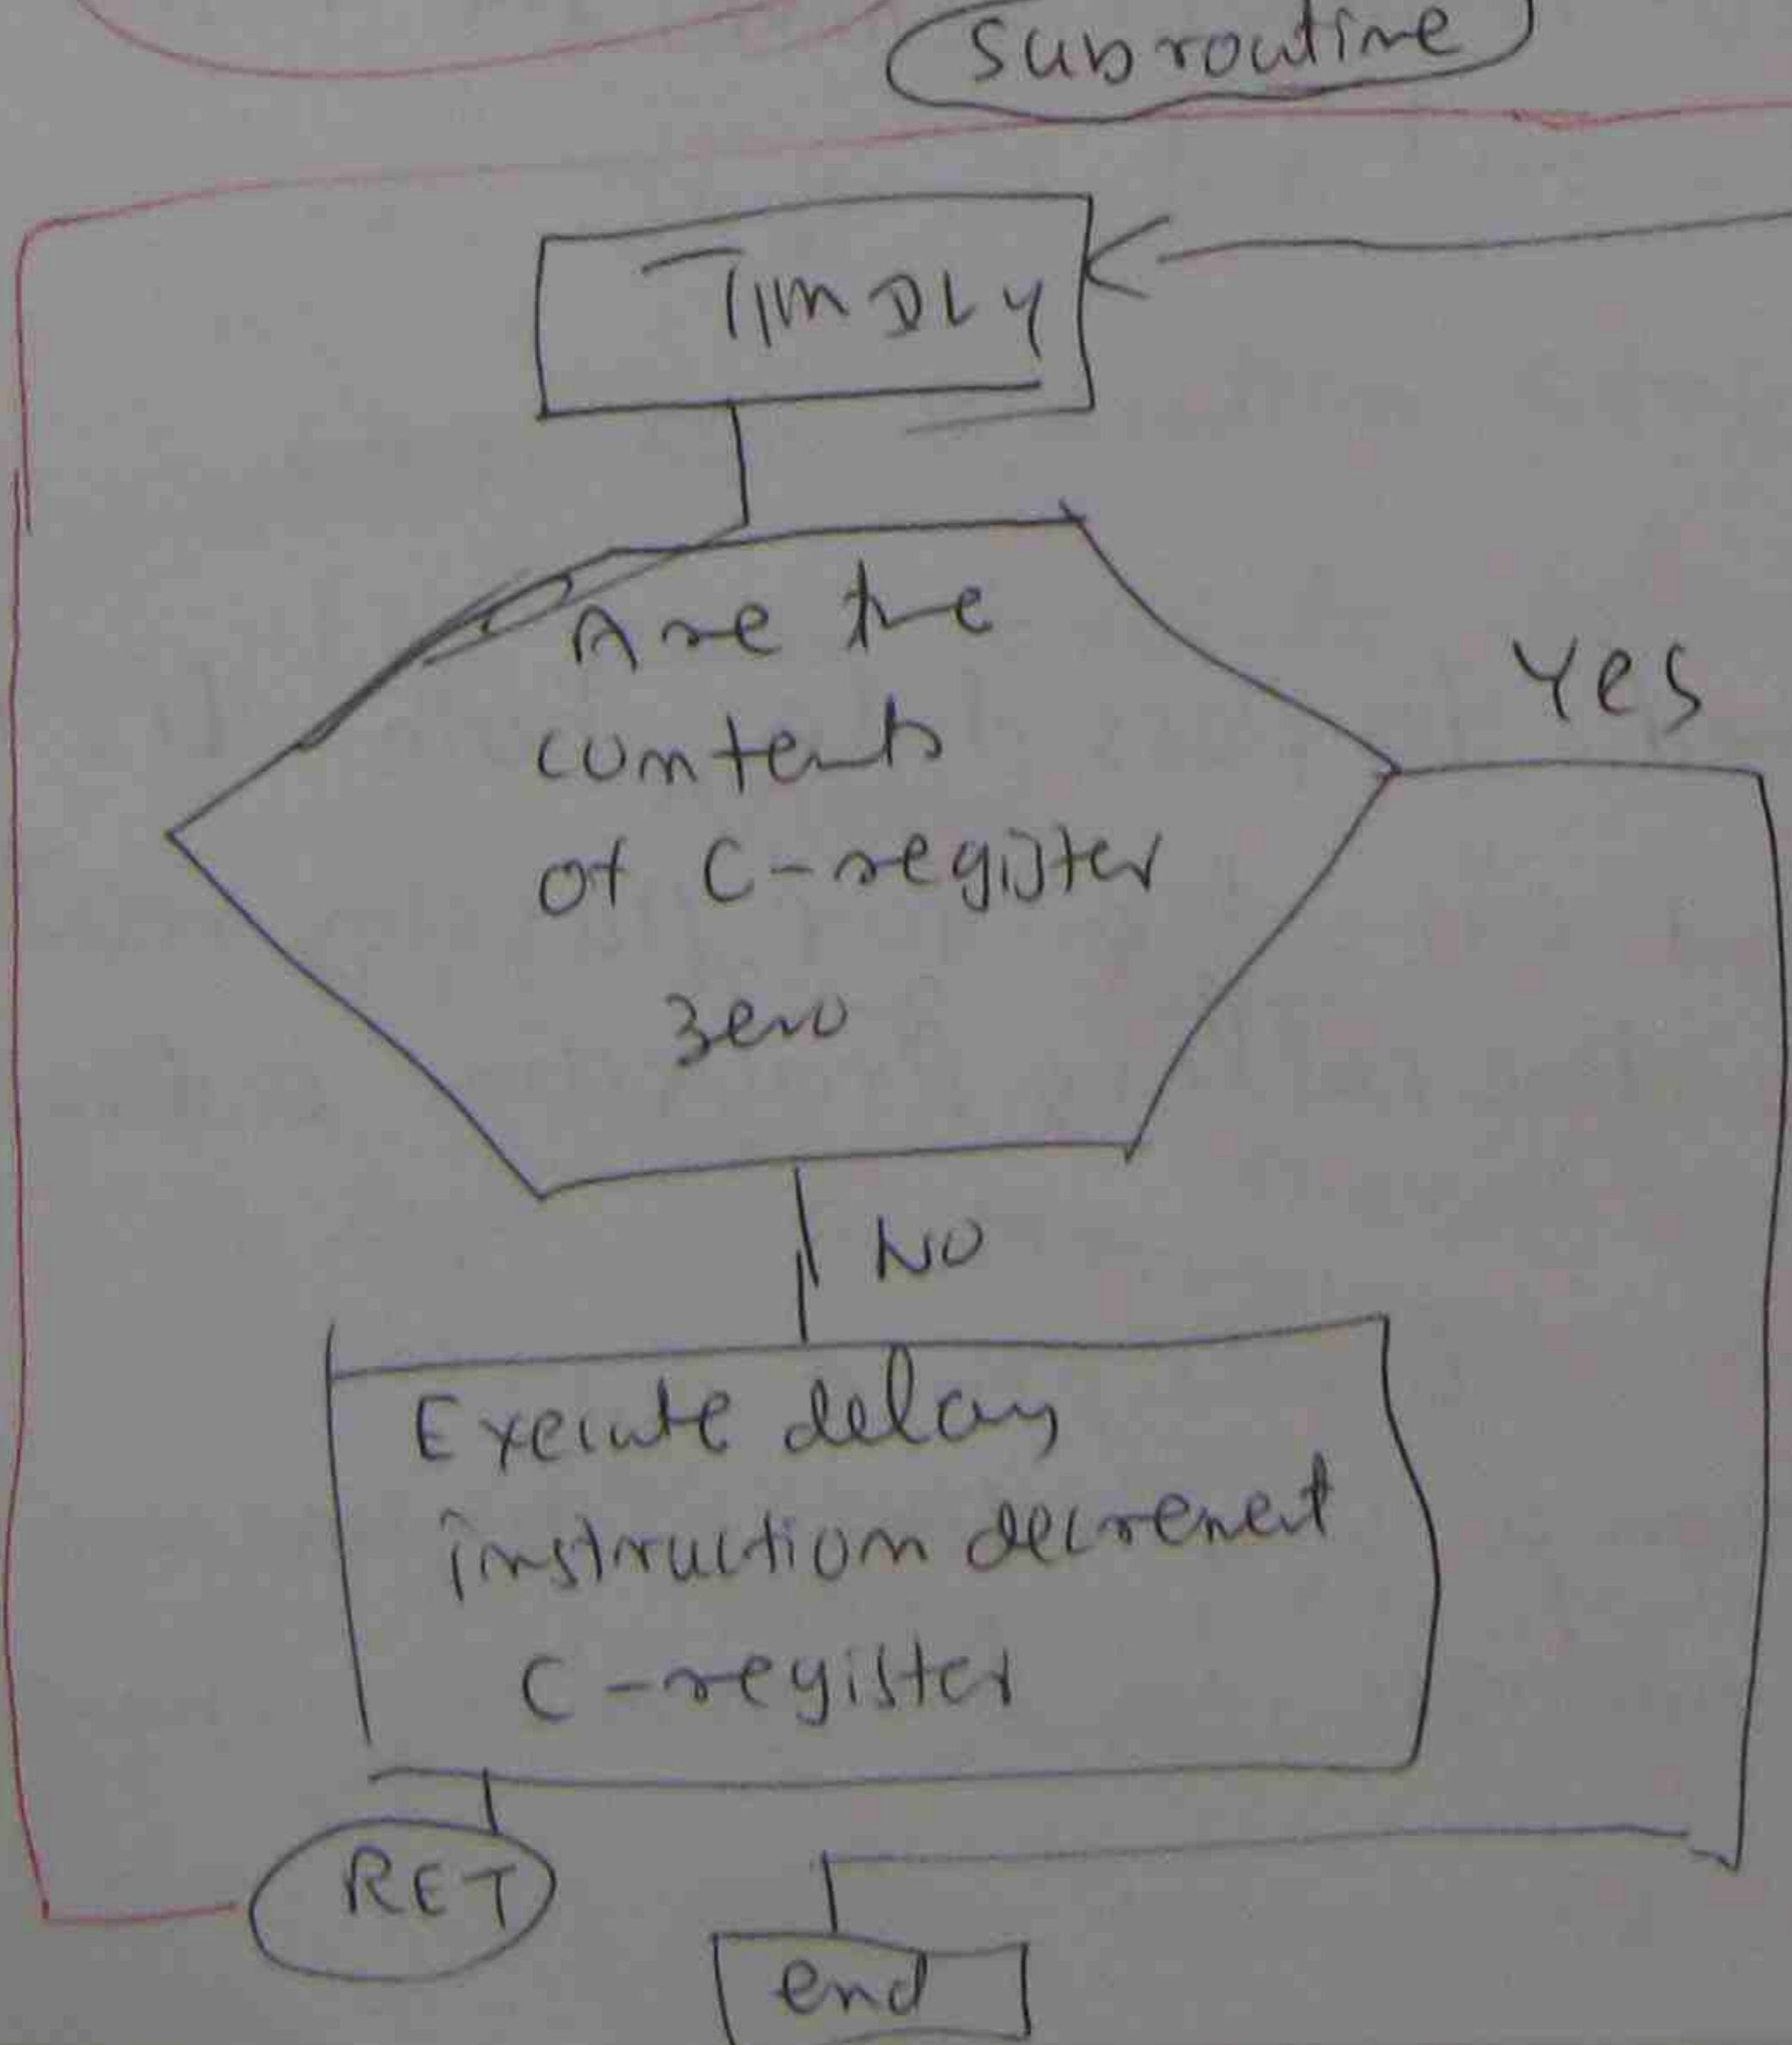 subroutine
TIMDLY
Are the
contents
of C-register
zero
Yes
NO
Execute delay
instruction decrement
C-register
RET
end